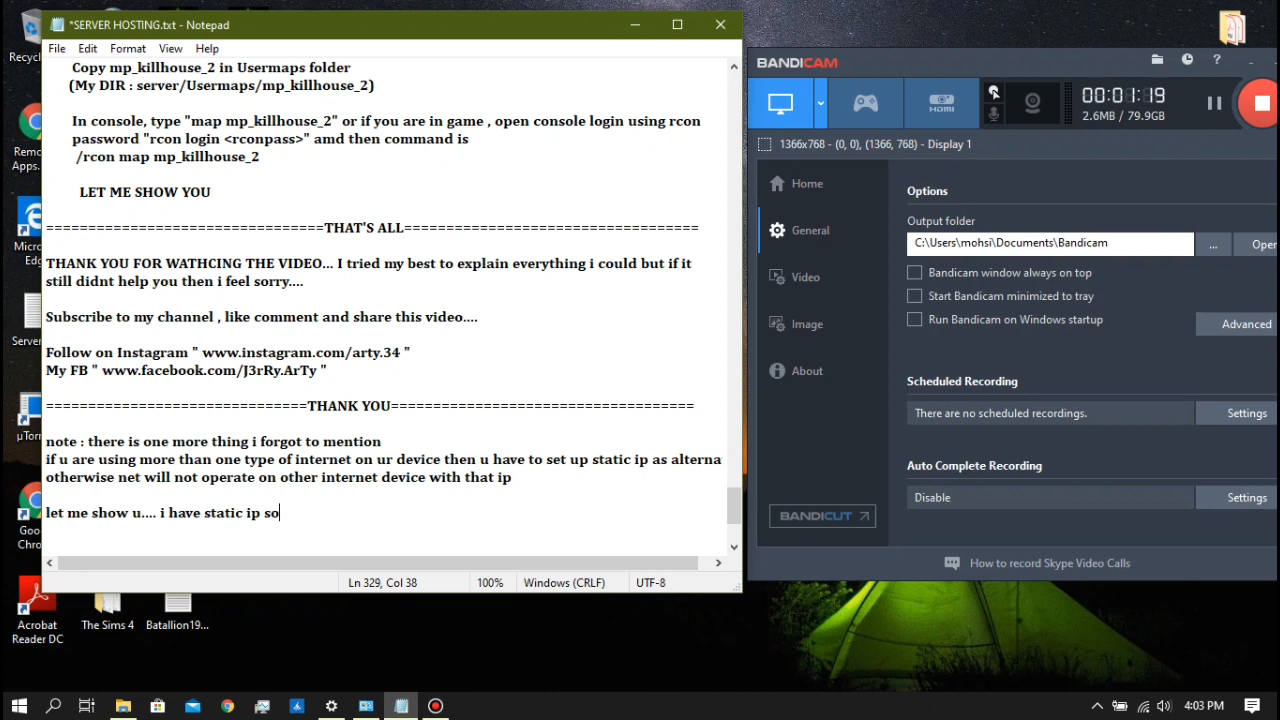 *SERVER HOSTING.txt - Notepad
File Edit Format View Help
Copy mp_killhouse_2 in Usermaps folder
(My DIR : server/Usermaps/mp_killhouse_2)
In console, type "map mp_killhouse_2" or if you are in game , open console login using rcon
password "rcon login <rconpass>" amd then command is
/rcon map mp_killhouse_2
LET ME SHOW YOU
=================================THAT'S ALL===================================
THANK YOU FOR WATHCING THE VIDEO... I tried my best to explain everything i could but if it
still didnt help you then i feel sorry....
Subscribe to my channel , like comment and share this video....
Follow on Instagram " www.instagram.com/arty.34 "
My FB " www.facebook.com/J3rRy.ArTy "
===============================THANK YOU====================================
note : there is one more thing i forgot to mention
if u are using more than one type of internet on ur device then u have to set up static ip as alterna
otherwise net will not operate on other internet device with that ip
let me show u.... i have static ip so
Ln 329, Col 38 100% Windows (CRLF) UTF-8
BANDICAM
HDMI
00:01:19
2.6MB / 79.9GB
1366x768 - (0, 0), (1366, 768) - Display 1
Home
General
Video
Image
About
BANDICUT
Options
Output folder
C:\Users\mohsi\Documents\Bandicam
... Open
Bandicam window always on top
Start Bandicam minimized to tray
Run Bandicam on Windows startup
Advanced
Scheduled Recording
There are no scheduled recordings. Settings
Auto Complete Recording
Disable Settings
How to record Skype Video Calls
Recyc
Remo
Apps.
Micro
Edg
Server
µTorr
Goo
Chro
Acrobat
Reader DC
The Sims 4
Batallion19...
4:03 PM